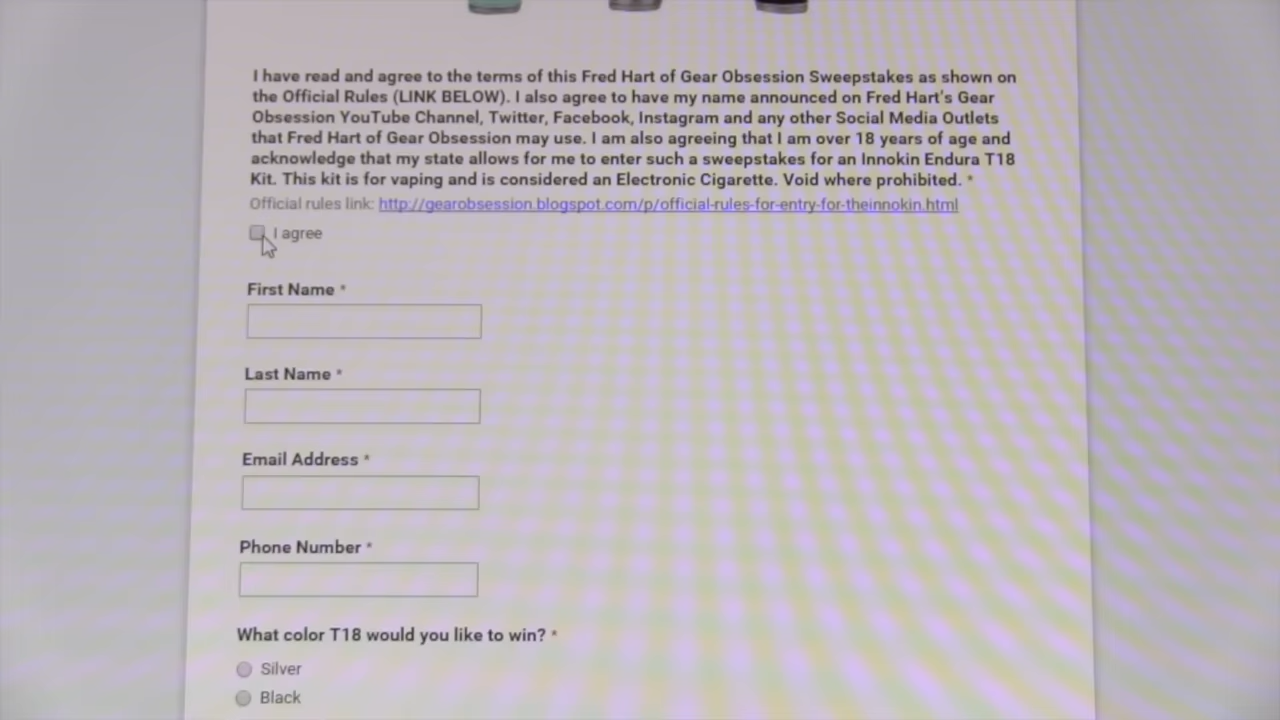 I have read and agree to the terms of this Fred Hart of Gear Obsession Sweepstakes as shown on
the Official Rules (LINK BELOW). I also agree to have my name announced on Fred Hart's Gear
Obsession YouTube Channel, Twitter, Facebook, Instagram and any other Social Media Outlets
that Fred Hart of Gear Obsession may use. I am also agreeing that I am over 18 years of age and
acknowledge that my state allows for me to enter such a sweepstakes for an Innokin Endura T18
Kit. This kit is for vaping and is considered an Electronic Cigarette. Void where prohibited. *
Official rules link: http://gearobsession.blogspot.com/p/official-rules-for-entry-for-theinnokin.html
I agree
First Name *
Last Name *
Email Address *
Phone Number *
What color T18 would you like to win? *
Silver
Black